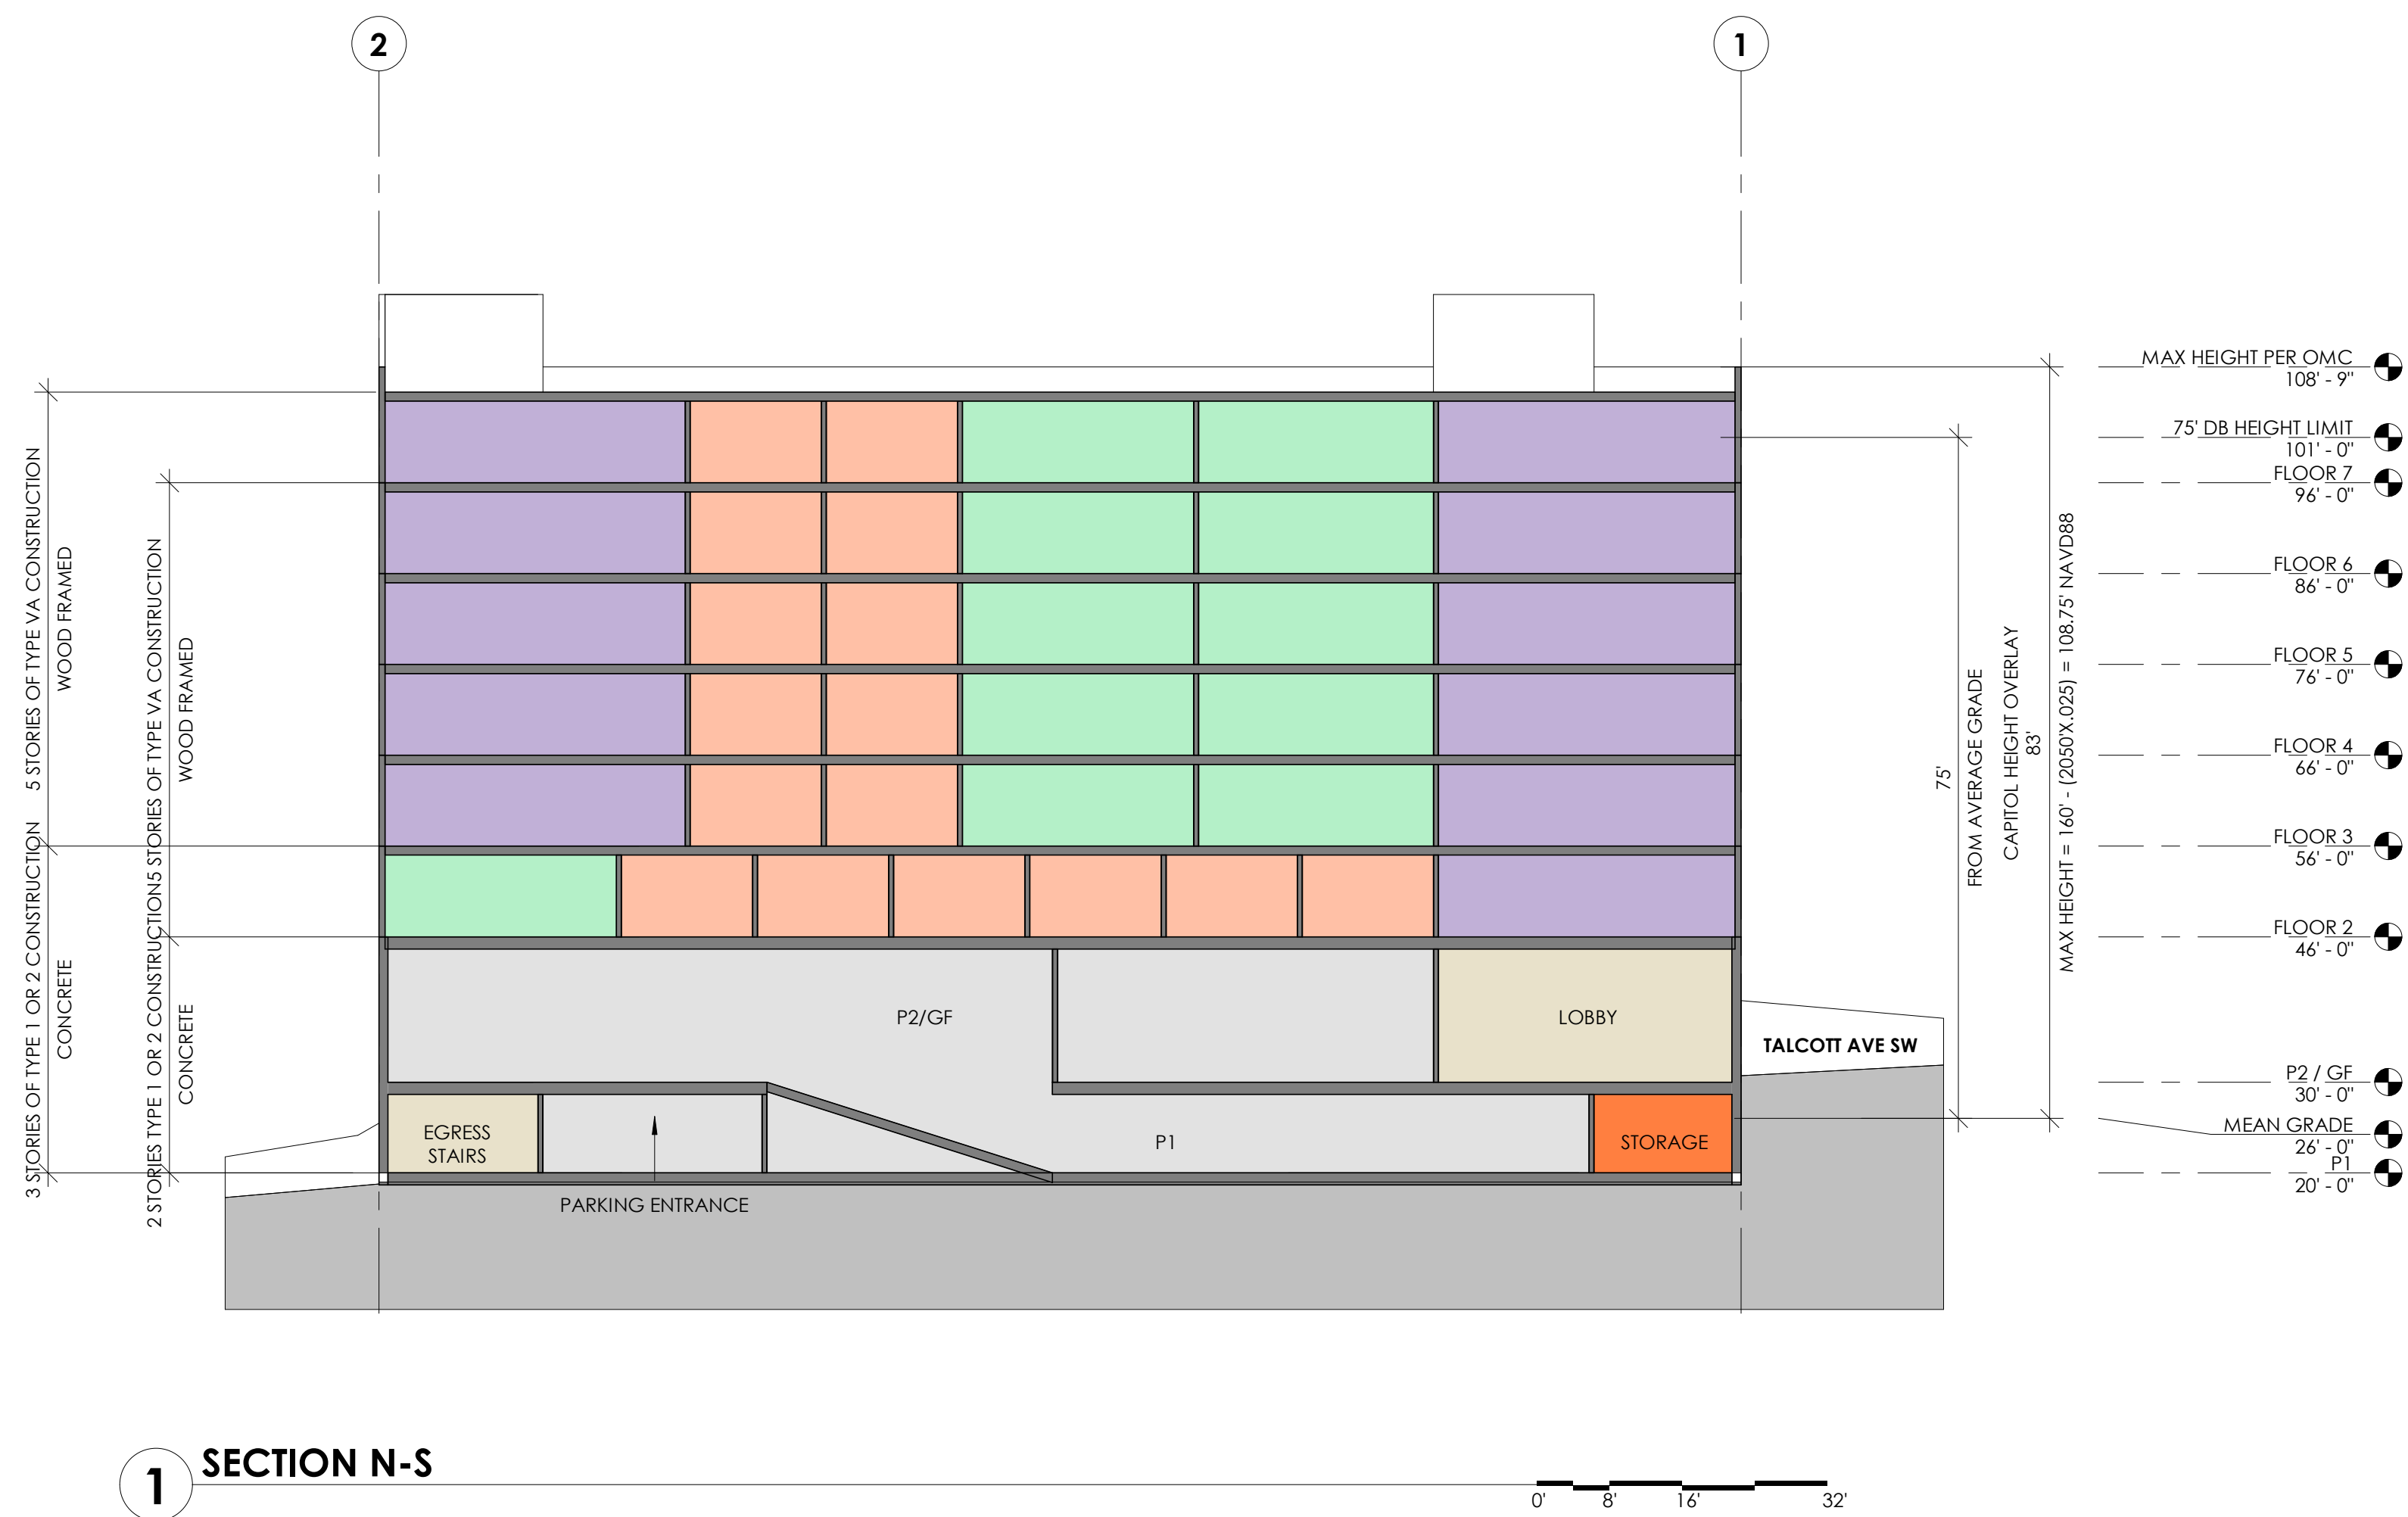 2
1
MAX HEIGHT PER OMC
108' - 9"
75' DB HEIGHT LIMIT
101' - 0"
FLOOR 7
96' - 0"
FLOOR 6
86' - 0"
FLOOR 5
76' - 0"
FLOOR 4
66' - 0"
FLOOR 3
56' - 0"
FLOOR 2
46' - 0"
P2 / GF
30' - 0"
MEAN GRADE
26' - 0"
P1
20' - 0"
5 STORIES OF TYPE VA CONSTRUCTION
WOOD FRAMED
3 STORIES OF TYPE 1 OR 2 CONSTRUCTION
CONCRETE
5 STORIES OF TYPE VA CONSTRUCTION
WOOD FRAMED
2 STORIES TYPE 1 OR 2 CONSTRUCTION
CONCRETE
75'
FROM AVERAGE GRADE
CAPITOL HEIGHT OVERLAY
83'
MAX HEIGHT = 160' - (2050'X.025) = 108.75' NAVD88
P2/GF
LOBBY
TALCOTT AVE SW
EGRESS
STAIRS
P1
STORAGE
PARKING ENTRANCE
1
SECTION N-S
0'
8'
16'
32'